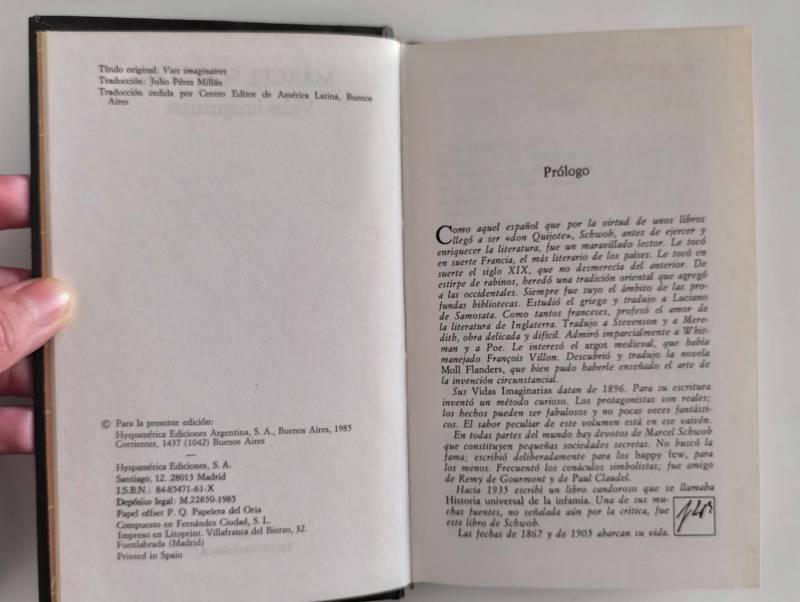 Título original: Vies imaginaires
Traducción: Julio Pérez Millán
Traducción cedida por Centro Editor de América Latina, Buenos
Aires
© Para la presente edición:
Hyspamérica Ediciones Argentina, S. A., Buenos Aires, 1985
Corrientes, 1437 (1042) Buenos Aires
—
Hyspamérica Ediciones, S. A.
Santiago, 12. 28013 Madrid
I.S.B.N.: 84-85471-61-X
Depósito legal: M.22850-1985
Papel offset P. Q. Papelera del Oria
Compuesto en Fernández Ciudad, S. L.
Impreso en Litoprint. Villafranca del Bierzo, 32.
Fuenlabrada (Madrid)
Printed in Spain
Prólogo
Como aquel español que por la virtud de unos libros
llegó a ser «don Quijote», Schwob, antes de ejercer y
enriquecer la literatura, fue un maravillado lector. Le tocó
en suerte Francia, el más literario de los países. Le tocó en
suerte el siglo XIX, que no desmerecía del anterior. De
estirpe de rabinos, heredó una tradición oriental que agregó
a las occidentales. Siempre fue suyo el ámbito de las pro-
fundas bibliotecas. Estudió el griego y tradujo a Luciano
de Samosata. Como tantos franceses, profesó el amor de
la literatura de Inglaterra. Tradujo a Stevenson y a Mere-
dith, obra delicada y difícil. Admiró imparcialmente a Whit-
man y a Poe. Le interesó el argot medieval, que había
manejado François Villon. Descubrió y tradujo la novela
Moll Flanders, que bien pudo haberle enseñado el arte de
la invención circunstancial.
Sus Vidas Imaginarias datan de 1896. Para su escritura
inventó un método curioso. Los protagonistas son reales;
los hechos pueden ser fabulosos y no pocas veces fantásti-
cos. El sabor peculiar de este volumen está en ese vaivén.
En todas partes del mundo hay devotos de Marcel Schwob
que constituyen pequeñas sociedades secretas. No buscó la
fama; escribió deliberadamente para los happy few, para
los menos. Frecuentó los cenáculos simbolistas; fue amigo
de Remy de Gourmont y de Paul Claudel.
Hacia 1935 escribí un libro candoroso que se llamaba
Historia universal de la infamia. Una de sus mu-
chas fuentes, no señalada aún por la crítica, fue
este libro de Schwob.
Las fechas de 1867 y de 1905 abarcan su vida.